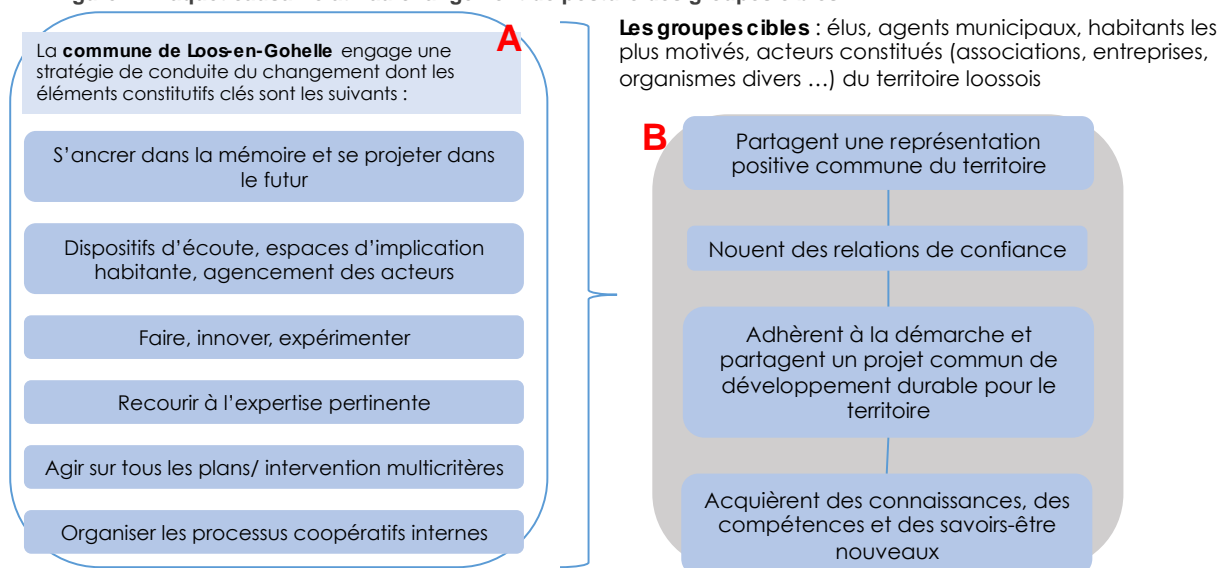 La commune de Loos-en-Gohelle engage une
stratégie de conduite du changement dont les
éléments constitutifs clés sont les suivants :
A
S'ancrer dans la mémoire et se projeter dans
le futur
Dispositifs d'écoute, espaces d'implication
habitante, agencement des acteurs
Faire, innover, expérimenter
Recourir à l'expertise pertinente
Agir sur tous les plans/ intervention multicritères
Organiser les processus coopératifs internes
Les groupes cibles : élus, agents municipaux, habitants les
plus motivés, acteurs constitués (associations, entreprises,
organismes divers …) du territoire loossois
B
Partagent une représentation
positive commune du territoire
Nouent des relations de confiance
Adhèrent à la démarche et
partagent un projet commun de
développement durable pour le
territoire
Acquièrent des connaissances, des
compétences et des savoirs-être
nouveaux